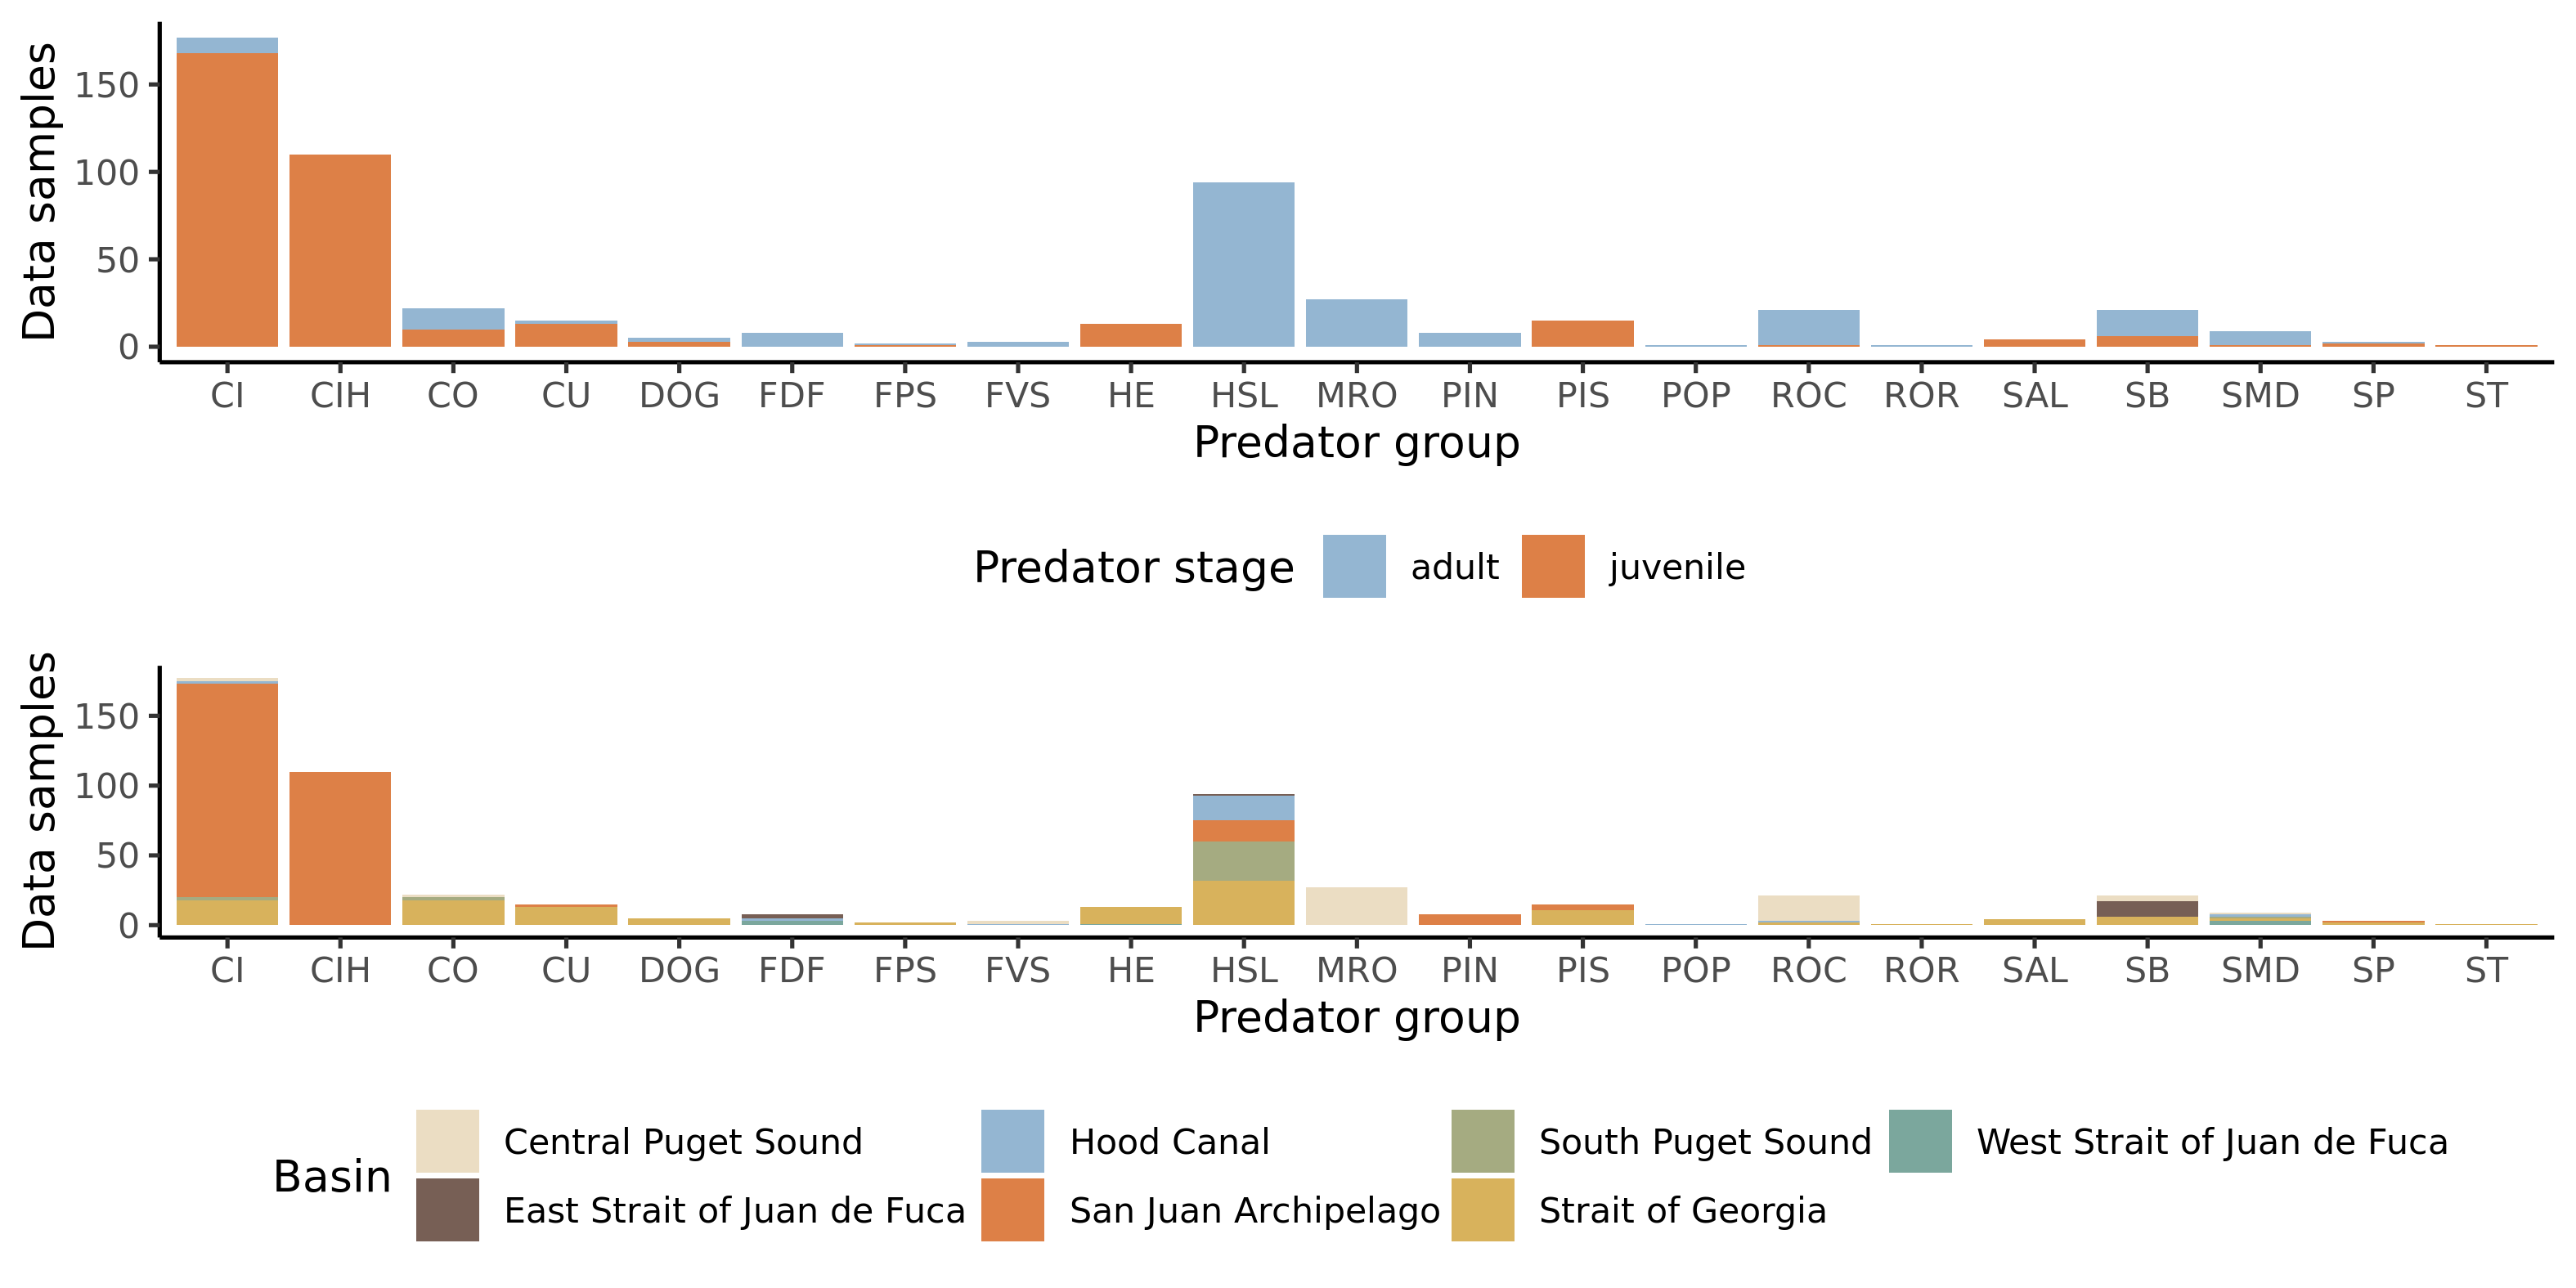 Data samples
150
100
50
0
CI CIH CO CU DOG FDF FPS FVS HE HSL MRO PIN PIS POP ROC ROR SAL SB SMD SP ST
Predator group
Predator stage adult juvenile
Data samples
150
100
50
0
CI CIH CO CU DOG FDF FPS FVS HE HSL MRO PIN PIS POP ROC ROR SAL SB SMD SP ST
Predator group
Basin
Central Puget Sound Hood Canal South Puget Sound West Strait of Juan de Fuca
East Strait of Juan de Fuca San Juan Archipelago Strait of Georgia